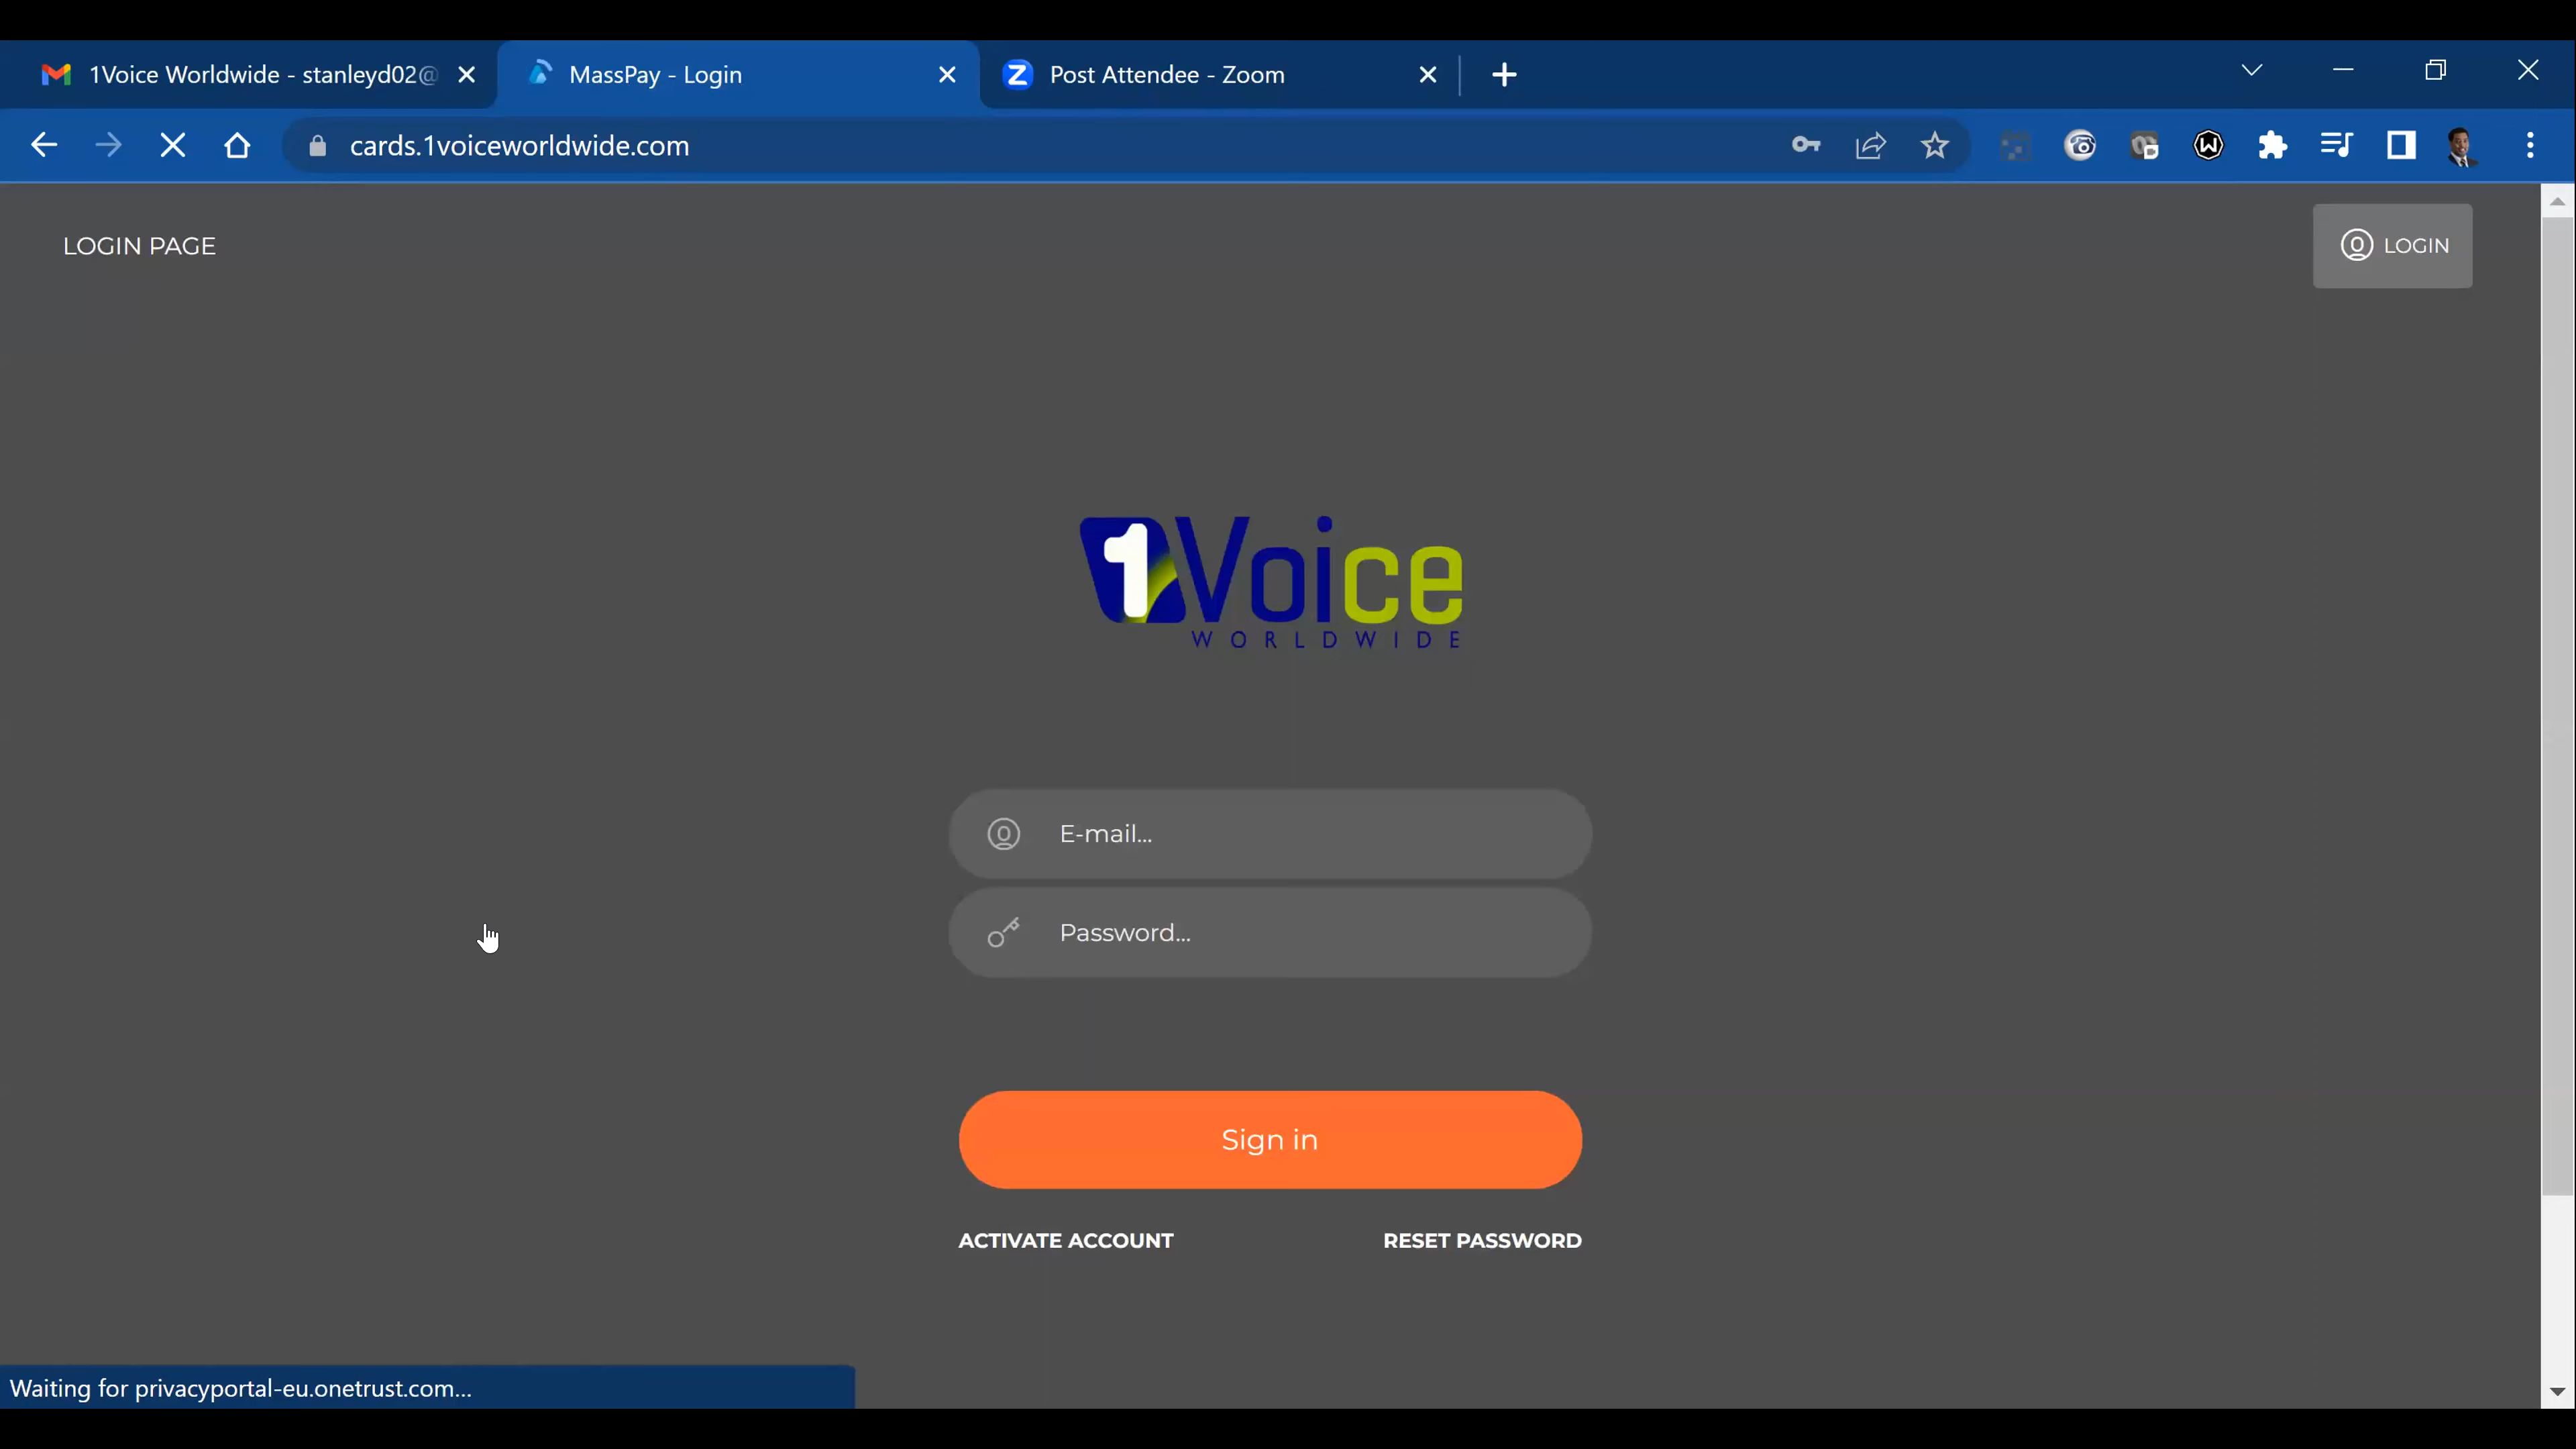 1Voice Worldwide - stanleyd02@
MassPay - Login
Post Attendee - Zoom
cards.1voiceworldwide.com
LOGIN PAGE
LOGIN
1Voice
WORLDWIDE
E-mail...
Password...
Sign in
ACTIVATE ACCOUNT
RESET PASSWORD
Waiting for privacyportal-eu.onetrust.com...